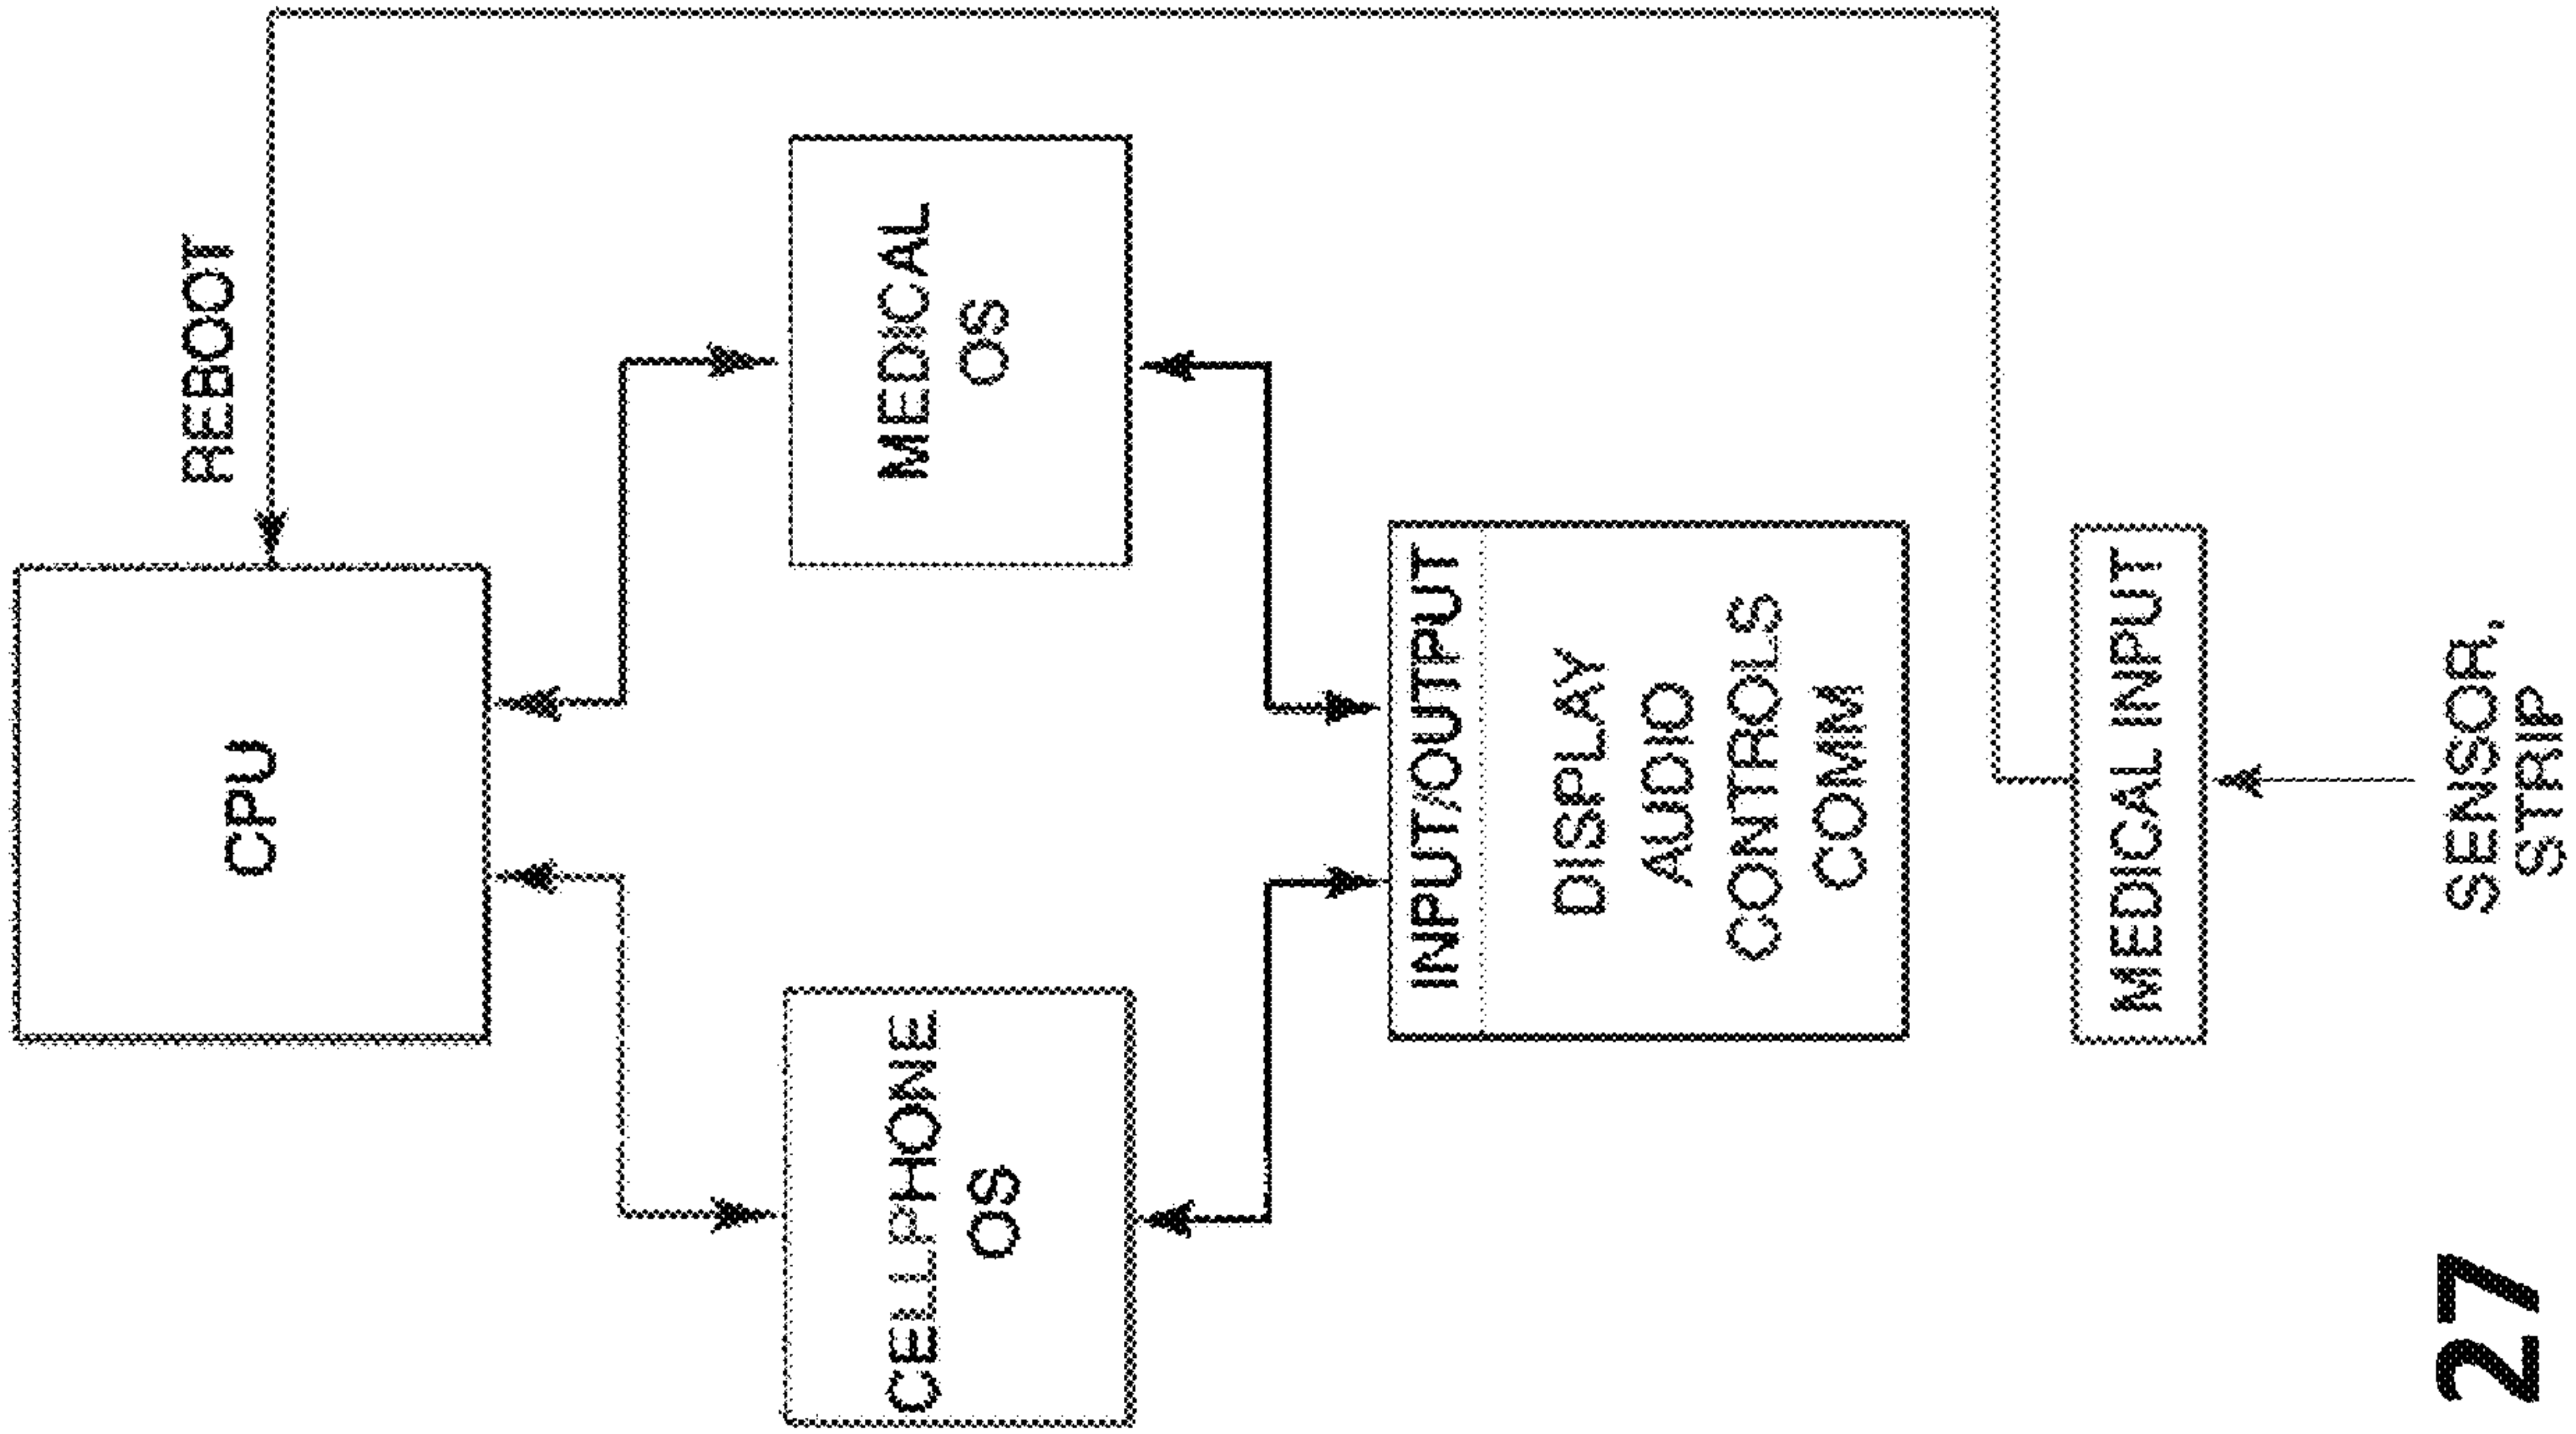 REBOOT
CPU
MEDICAL
OS
CELLPHONE
OS
INPUT/OUTPUT
DISPLAY
AUDIO
CONTROLS
COMM
MEDICAL INPUT
SENSOR,
STRIP
27